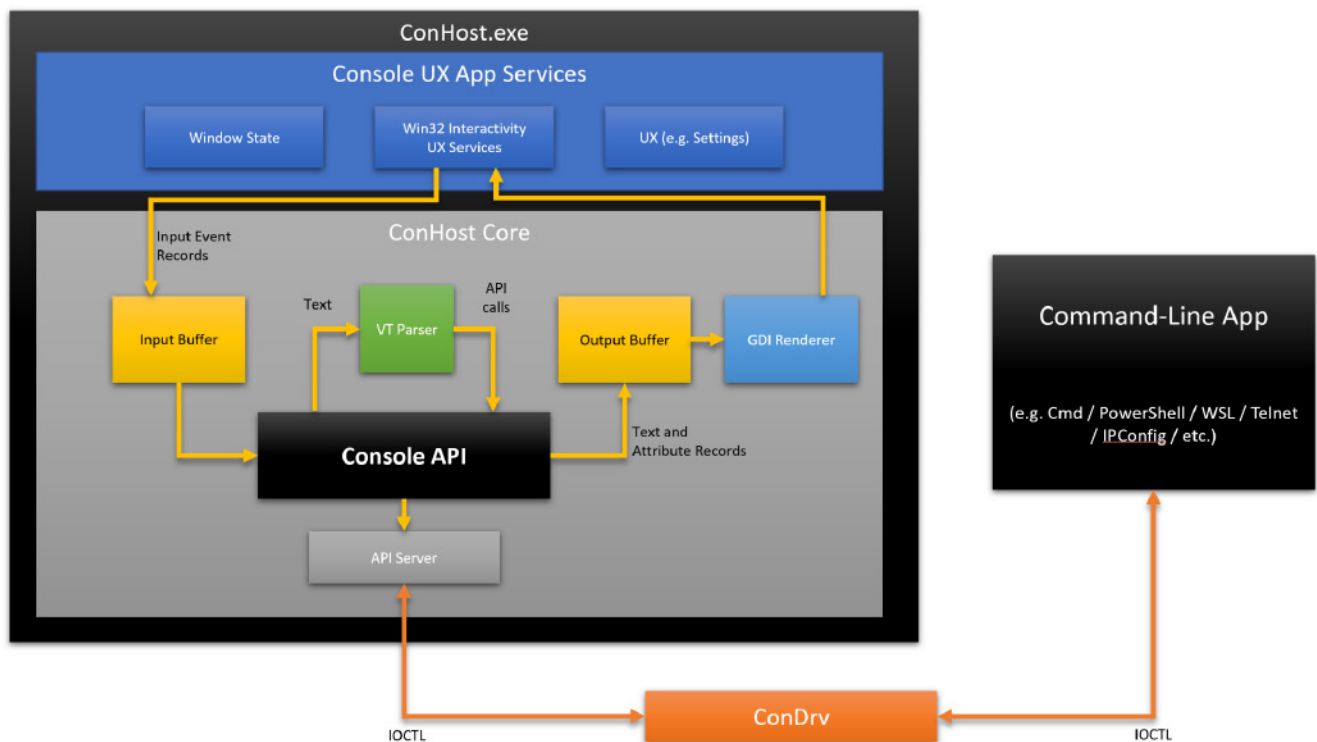 ConHost.exe
Console UX App Services
Window State
Win32 Interactivity
UX Services
UX (e.g. Settings)
ConHost Core
Input Event
Records
Text
API
calls
VT Parser
Input Buffer
Output Buffer
GDI Renderer
Console API
Text and
Attribute Records
API Server
Command-Line App
(e.g. Cmd / PowerShell / WSL / Telnet
/ IPConfig / etc.)
ConDrv
IOCTL
IOCTL